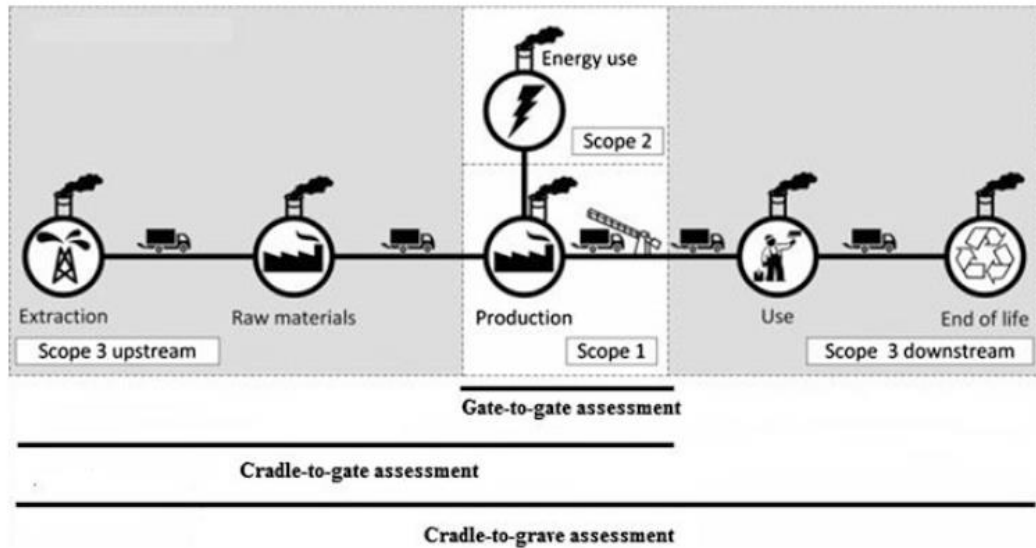 Energy use
Scope 2
Extraction
Raw materials
Production
Use
End of life
Scope 3 upstream
Scope 1
Scope 3 downstream
Gate-to-gate assessment
Cradle-to-gate assessment
Cradle-to-grave assessment